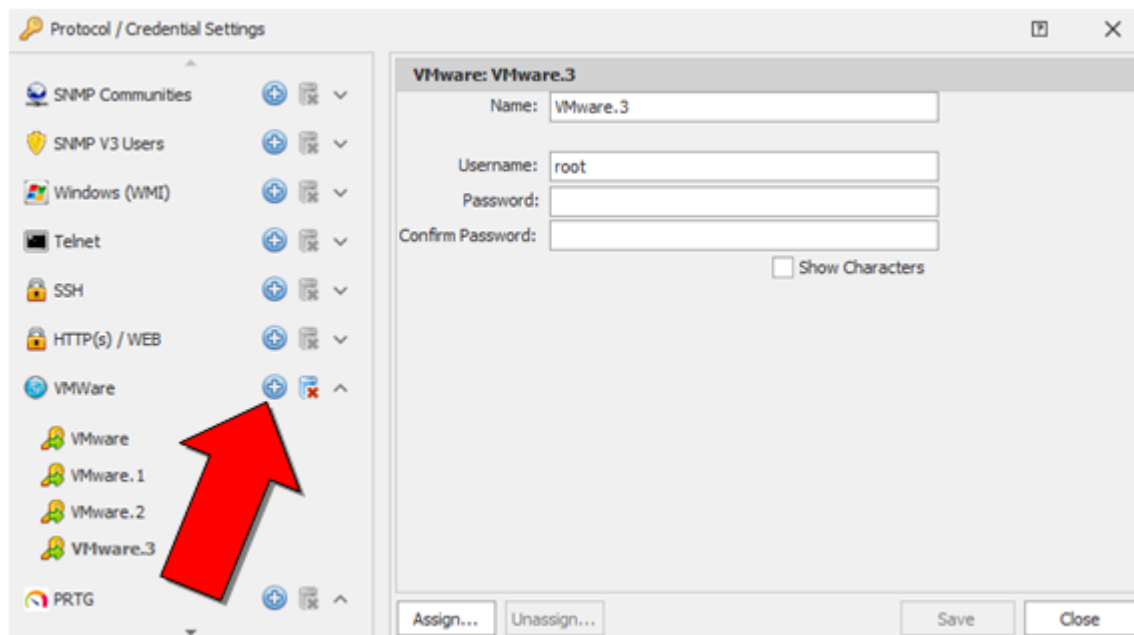 Protocol / Credential Settings
SNMP Communities
SNMP V3 Users
Windows (WMI)
Telnet
SSH
HTTP(s) / WEB
VMWare
VMware
VMware.1
VMware.2
VMware.3
PRTG
VMware: VMware.3
Name: VMware.3
Username: root
Password:
Confirm Password:
Show Characters
Assign... Unassign... Save Close